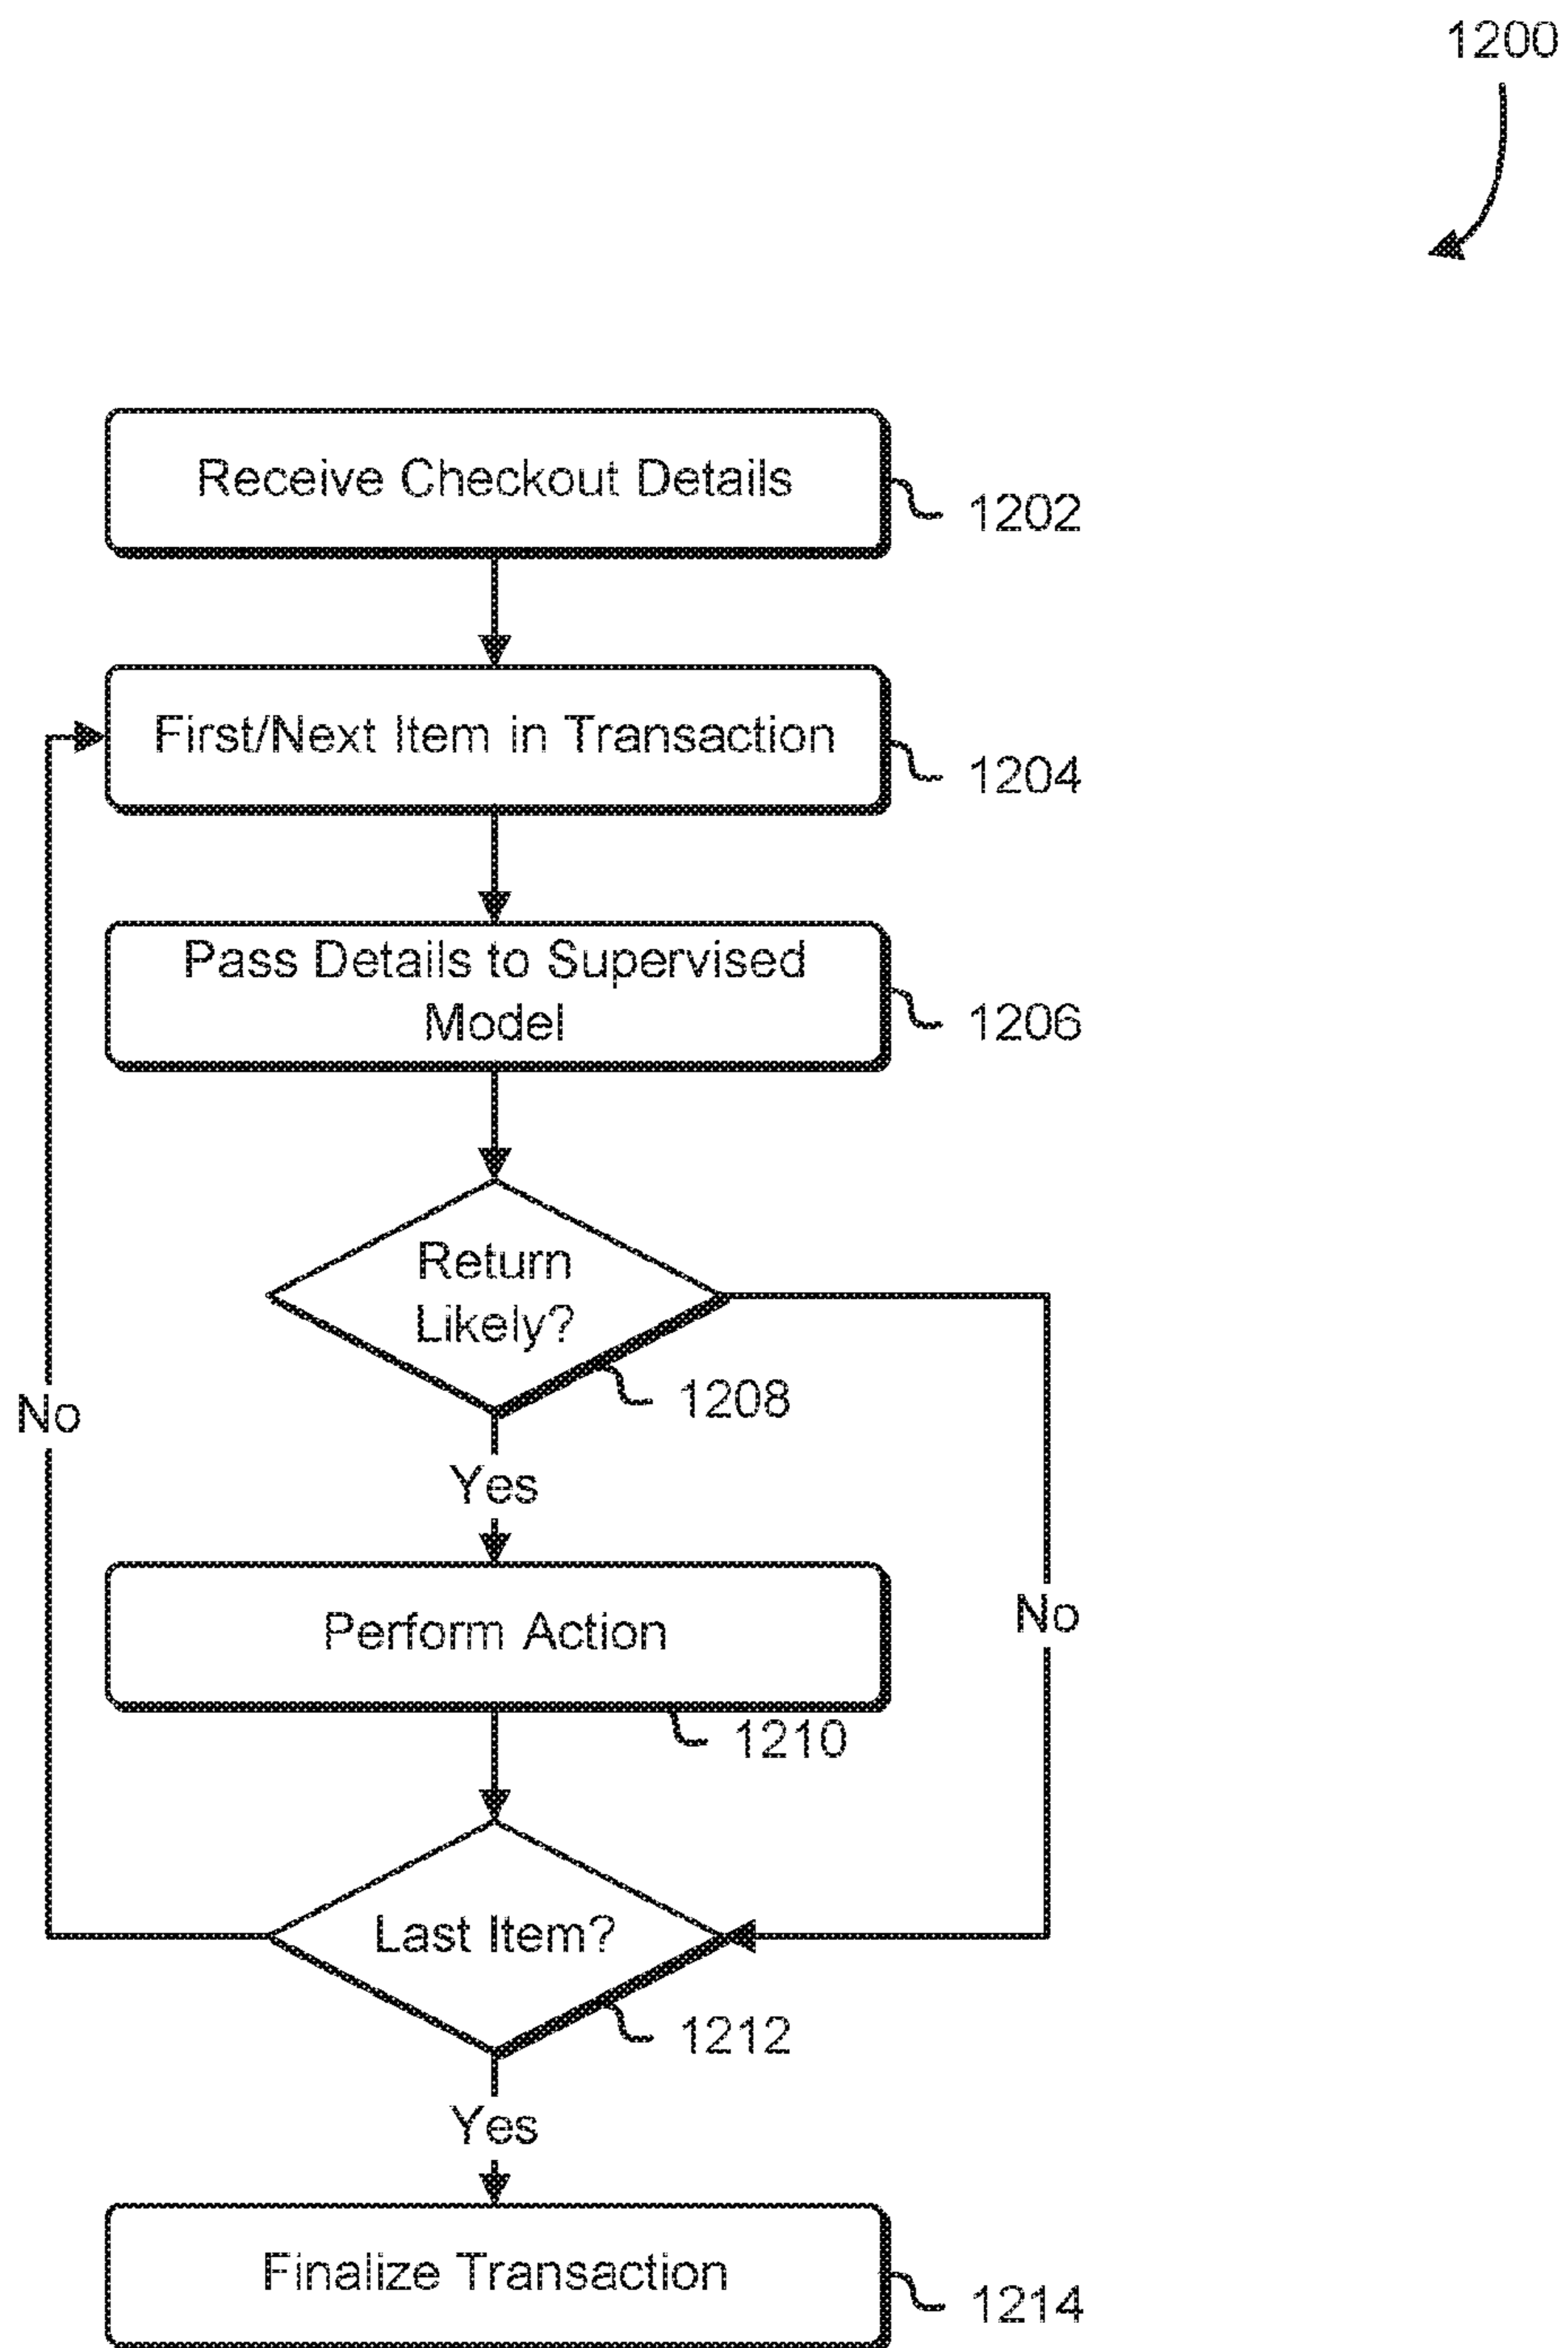 1200
Receive Checkout Details
1202
First/Next Item in Transaction
1204
Pass Details to Supervised
Model
1206
Return
Likely?
1208
No
Yes
Perform Action
No
1210
Last Item?
1212
Yes
Finalize Transaction
1214